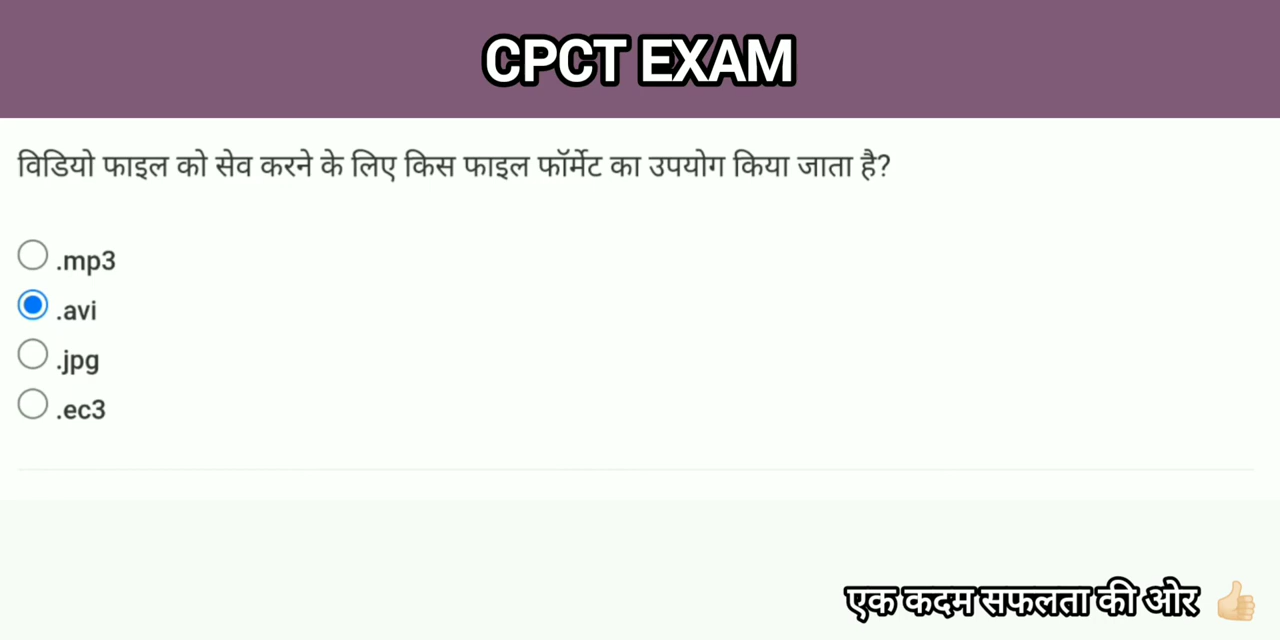 CPCT EXAM
विडियो फाइल को सेव करने के लिए किस फाइल फॉर्मेट का उपयोग किया जाता है?
.mp3
.avi
.jpg
.ec3
एक कदम सफलता की ओर 👍🏻